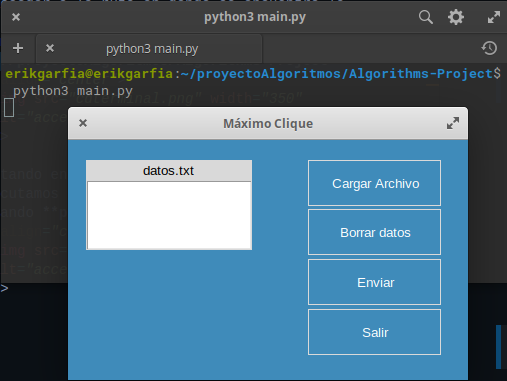 python3 main.py
python3 main.py
erikgarfia@erikgarfia:~/proyectoAlgoritmos/Algorithms-Project$
python3 main.py
Máximo Clique
datos.txt
Cargar Archivo
Borrar datos
Enviar
Salir
>